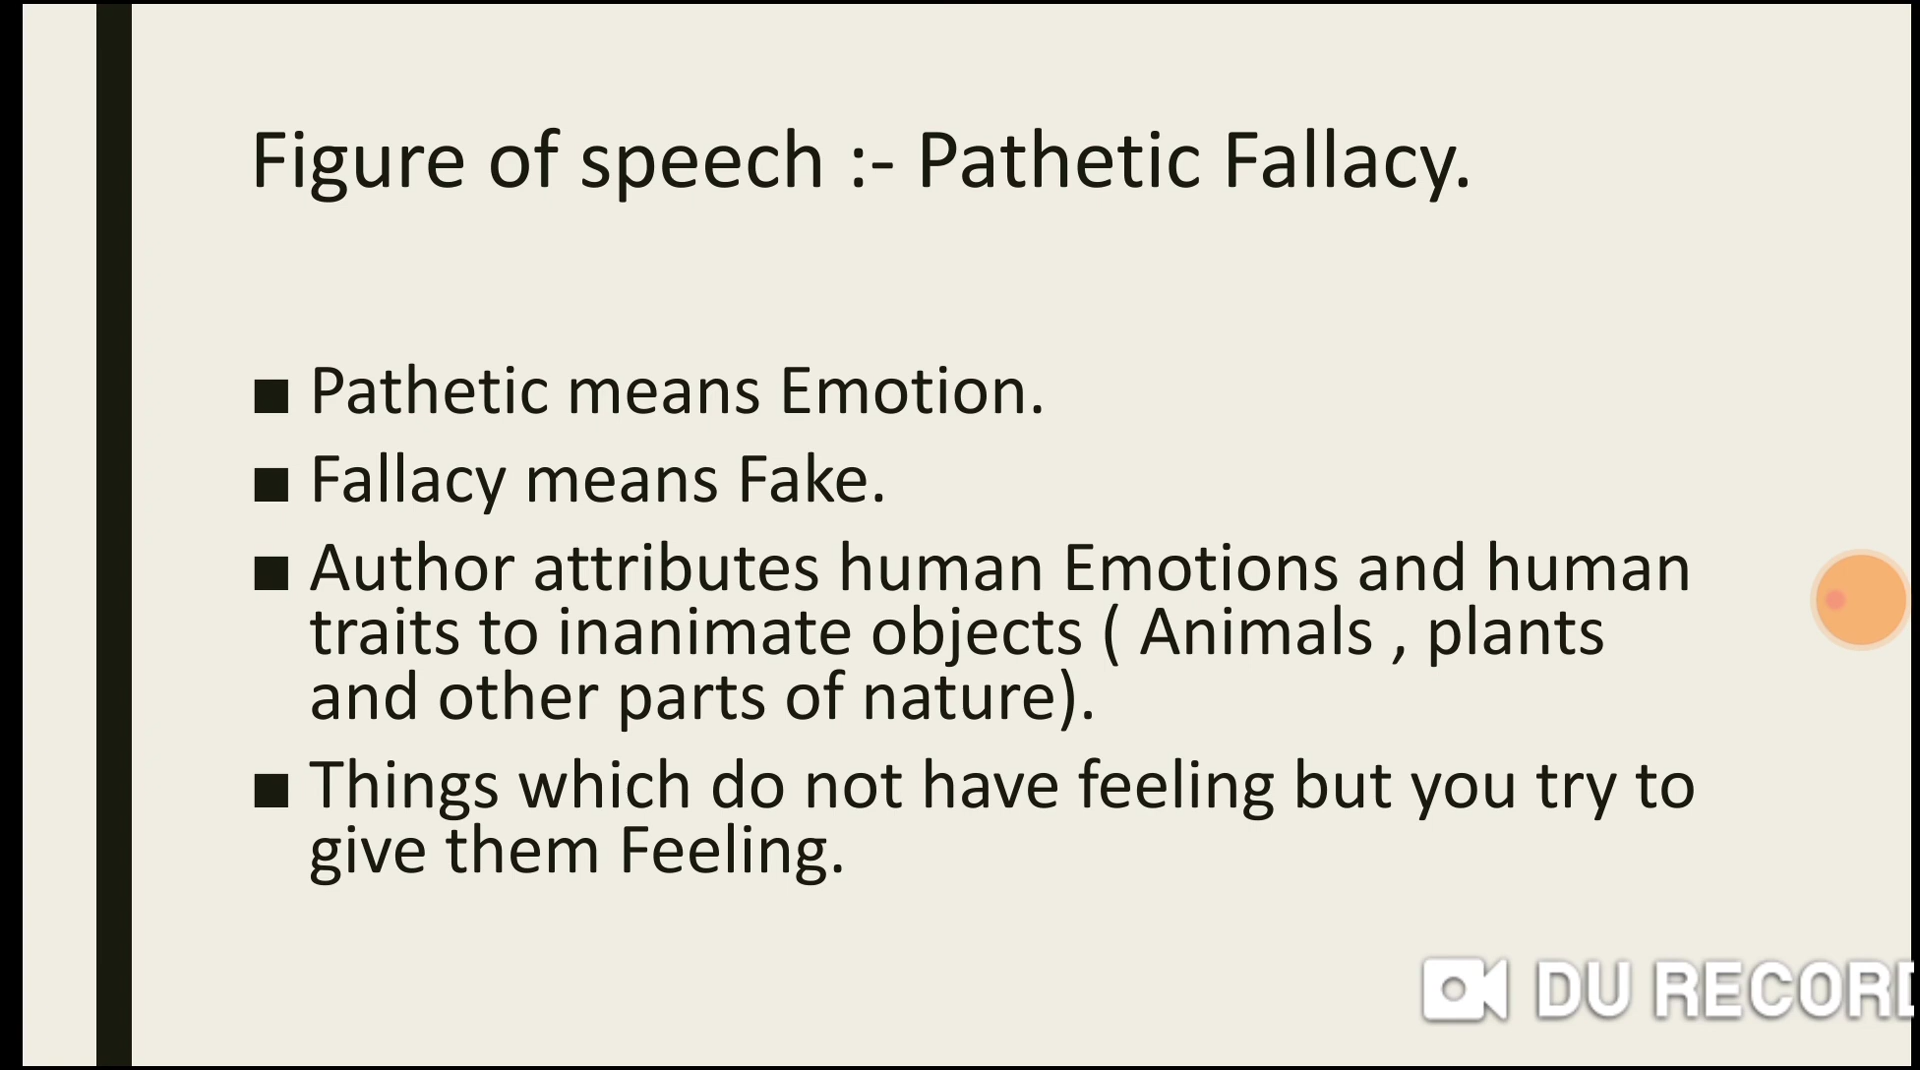 Figure of speech :- Pathetic Fallacy.
■ Pathetic means Emotion.
■ Fallacy means Fake.
■ Author attributes human Emotions and human
traits to inanimate objects ( Animals , plants
and other parts of nature).
■ Things which do not have feeling but you try to
give them Feeling.
DU RECORD